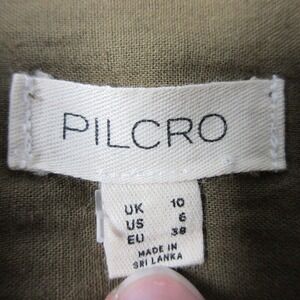 PILCRO
UK 10
US 6
EU 38
MADE IN
SRI LANKA